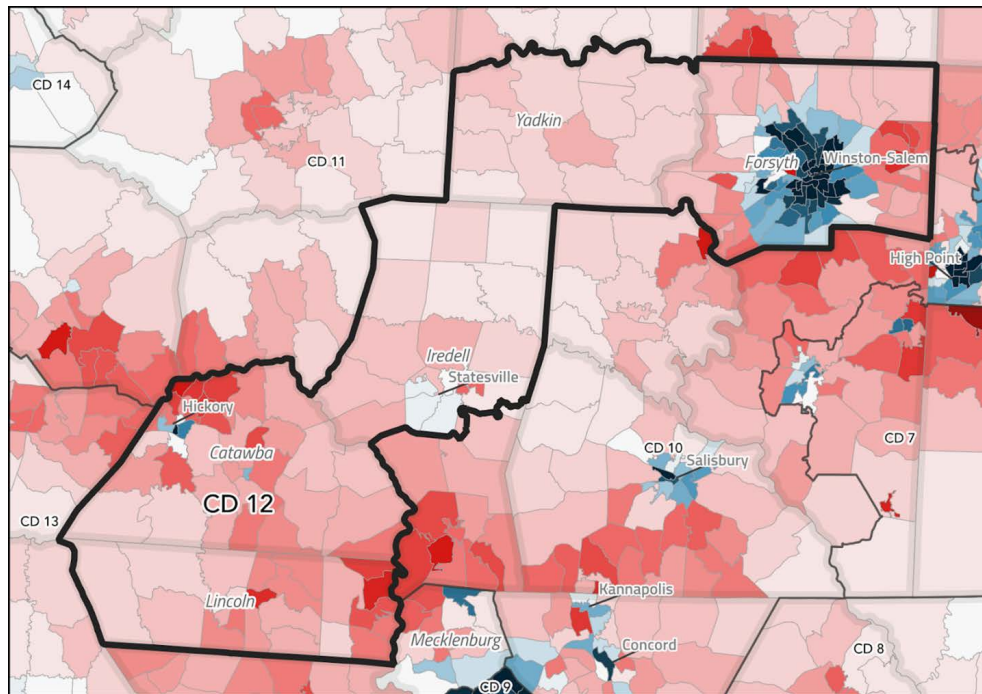 CD 14
Yadkin
CD 11
Forsyth
Winston-Salem
High Point
Iredell
Statesville
Hickory
Catawba
CD 10
Salisbury
CD 7
CD 12
CD 13
Lincoln
Kannapolis
Mecklenburg
Concord
CD 8
CD 9